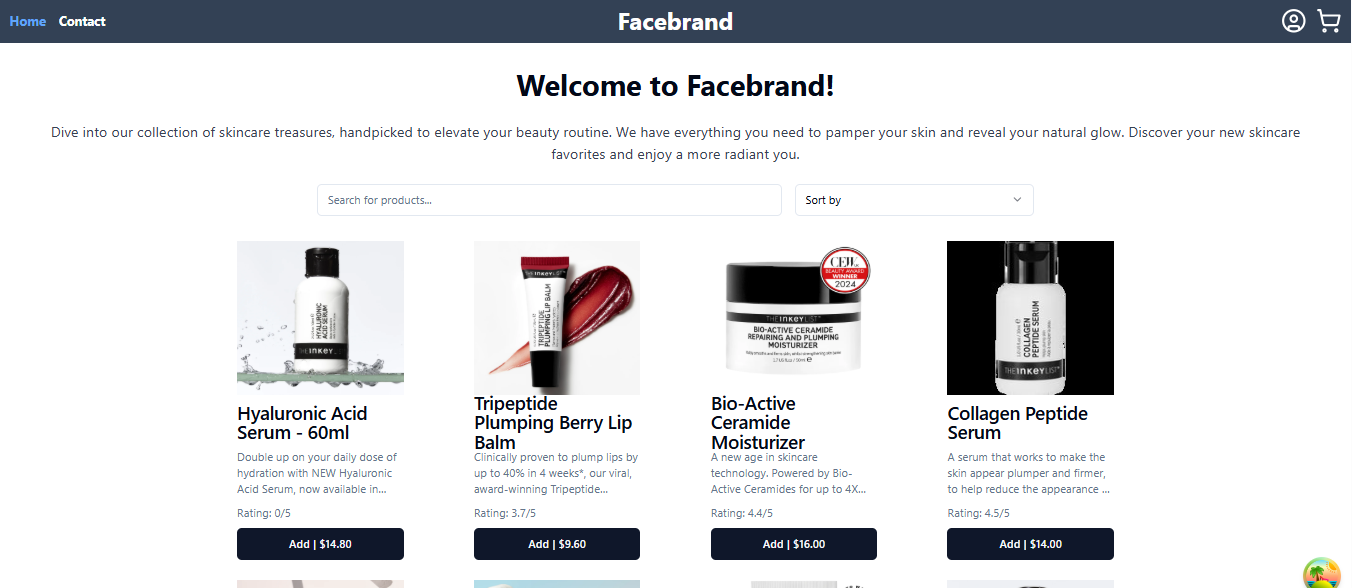 Home Contact Facebrand
Welcome to Facebrand!
Dive into our collection of skincare treasures, handpicked to elevate your beauty routine. We have everything you need to pamper your skin and reveal your natural glow. Discover your new skincare
favorites and enjoy a more radiant you.
Search for products...
Sort by
HYALURONIC
ACID SERUM
THE INKEY
THE INKEY LIST
TRIPEPTIDE
PLUMPING LIP BALM
BEAUTY AWARD
WINNER
2024
THE INKEY LIST
BIO-ACTIVE CERAMIDE
REPAIRING AND PLUMPING
MOISTURIZER
COLLAGEN
PEPTIDE SERUM
THE INKEY LIST
Hyaluronic Acid
Serum - 60ml
Double up on your daily dose of
hydration with NEW Hyaluronic
Acid Serum, now available in...
Rating: 0/5
Add | $14.80
Tripeptide
Plumping Berry Lip
Balm
Clinically proven to plump lips by
up to 40% in 4 weeks*, our viral,
award-winning Tripeptide...
Rating: 3.7/5
Add | $9.60
Bio-Active
Ceramide
Moisturizer
A new age in skincare
technology. Powered by Bio-
Active Ceramides for up to 4X...
Rating: 4.4/5
Add | $16.00
Collagen Peptide
Serum
A serum that works to make the
skin appear plumper and firmer,
to help reduce the appearance ...
Rating: 4.5/5
Add | $14.00